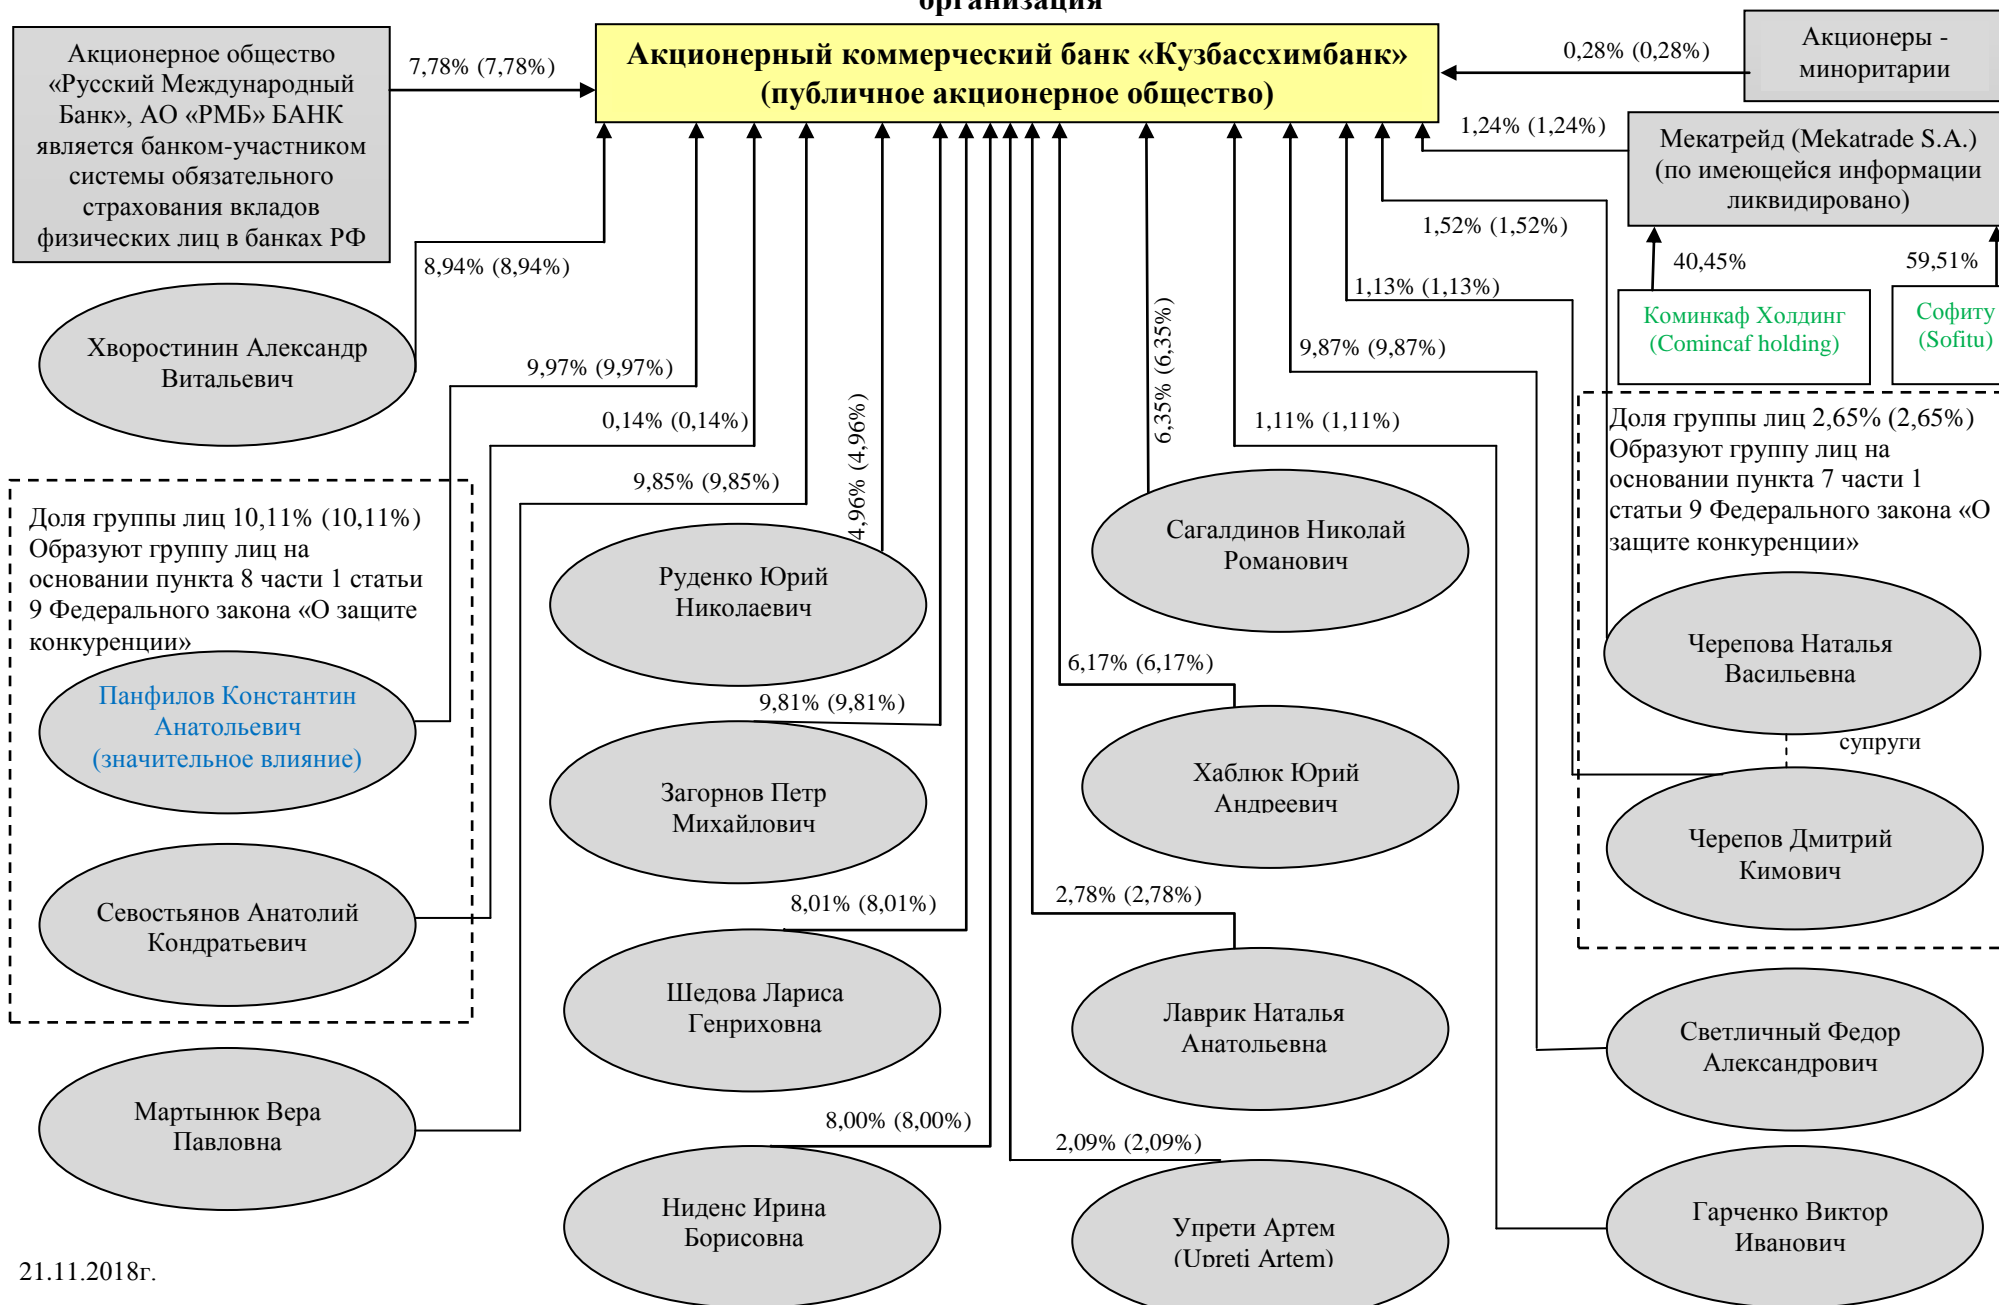 организация
Акционерное общество
«Русский Международный
Банк», АО «РМБ» БАНК
является банком-участником
системы обязательного
страхования вкладов
физических лиц в банках РФ
7,78% (7,78%)
Акционерный коммерческий банк «Кузбассхимбанк»
(публичное акционерное общество)
0,28% (0,28%)
Акционеры -
миноритарии
1,24% (1,24%)
Мекатрейд (Mekatrade S.A.)
(по имеющейся информации
ликвидировано)
40,45%
59,51%
Коминкаф Холдинг
(Comincaf holding)
Софиту
(Sofitu)
8,94% (8,94%)
Хворостинин Александр
Витальевич
9,97% (9,97%)
0,14% (0,14%)
9,85% (9,85%)
4,96% (4,96%)
6,35% (6,35%)
1,52% (1,52%)
1,13% (1,13%)
9,87% (9,87%)
1,11% (1,11%)
Доля группы лиц 10,11% (10,11%)
Образуют группу лиц на
основании пункта 8 части 1 статьи
9 Федерального закона «О защите
конкуренции»
Панфилов Константин
Анатольевич
(значительное влияние)
Севостьянов Анатолий
Кондратьевич
Мартынюк Вера
Павловна
Руденко Юрий
Николаевич
9,81% (9,81%)
Загорнов Петр
Михайлович
8,01% (8,01%)
Шедова Лариса
Генриховна
8,00% (8,00%)
Ниденс Ирина
Борисовна
Сагалдинов Николай
Романович
6,17% (6,17%)
Хаблюк Юрий
Андреевич
2,78% (2,78%)
Лаврик Наталья
Анатольевна
2,09% (2,09%)
Упрети Артем
(Upreti Artem)
Доля группы лиц 2,65% (2,65%)
Образуют группу лиц на
основании пункта 7 части 1
статьи 9 Федерального закона «О
защите конкуренции»
Черепова Наталья
Васильевна
супруги
Черепов Дмитрий
Кимович
Светличный Федор
Александрович
Гарченко Виктор
Иванович
21.11.2018г.